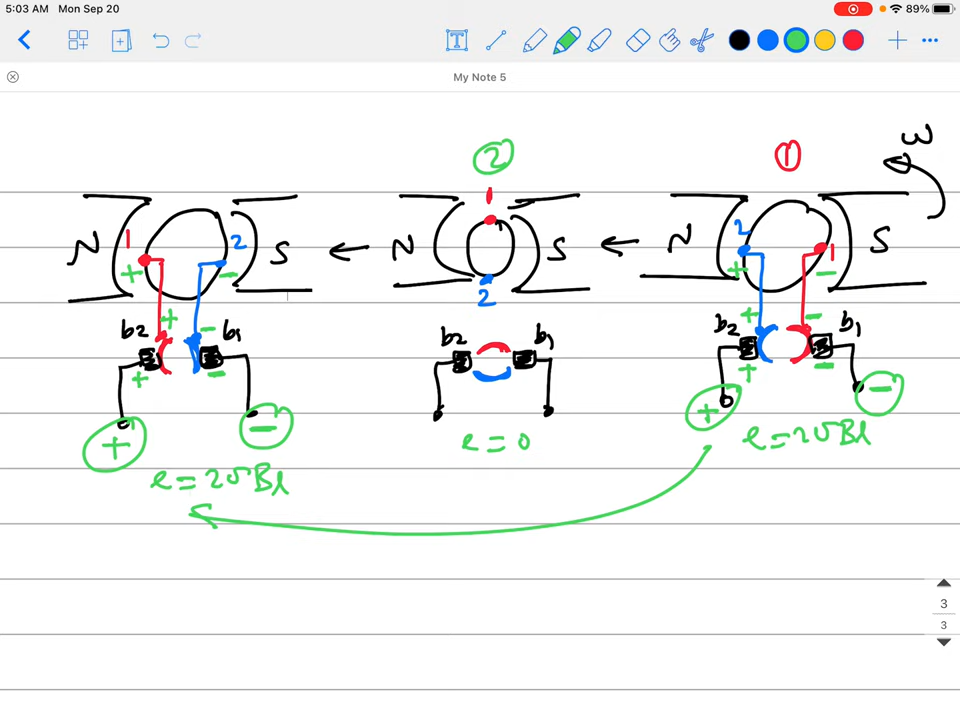 5:03 AM Mon Sep 20
89%
My Note 5
ω
② ①
N 1 2 S
N 1 2 S
N 2 1 S
+ −
+ −
+ −
b2 b1
+ −
+ −
b2 b1
b2 b1
+ −
+ −
+ −
+ −
e = 2vBl
e = 0
e = 2vBl
3
3